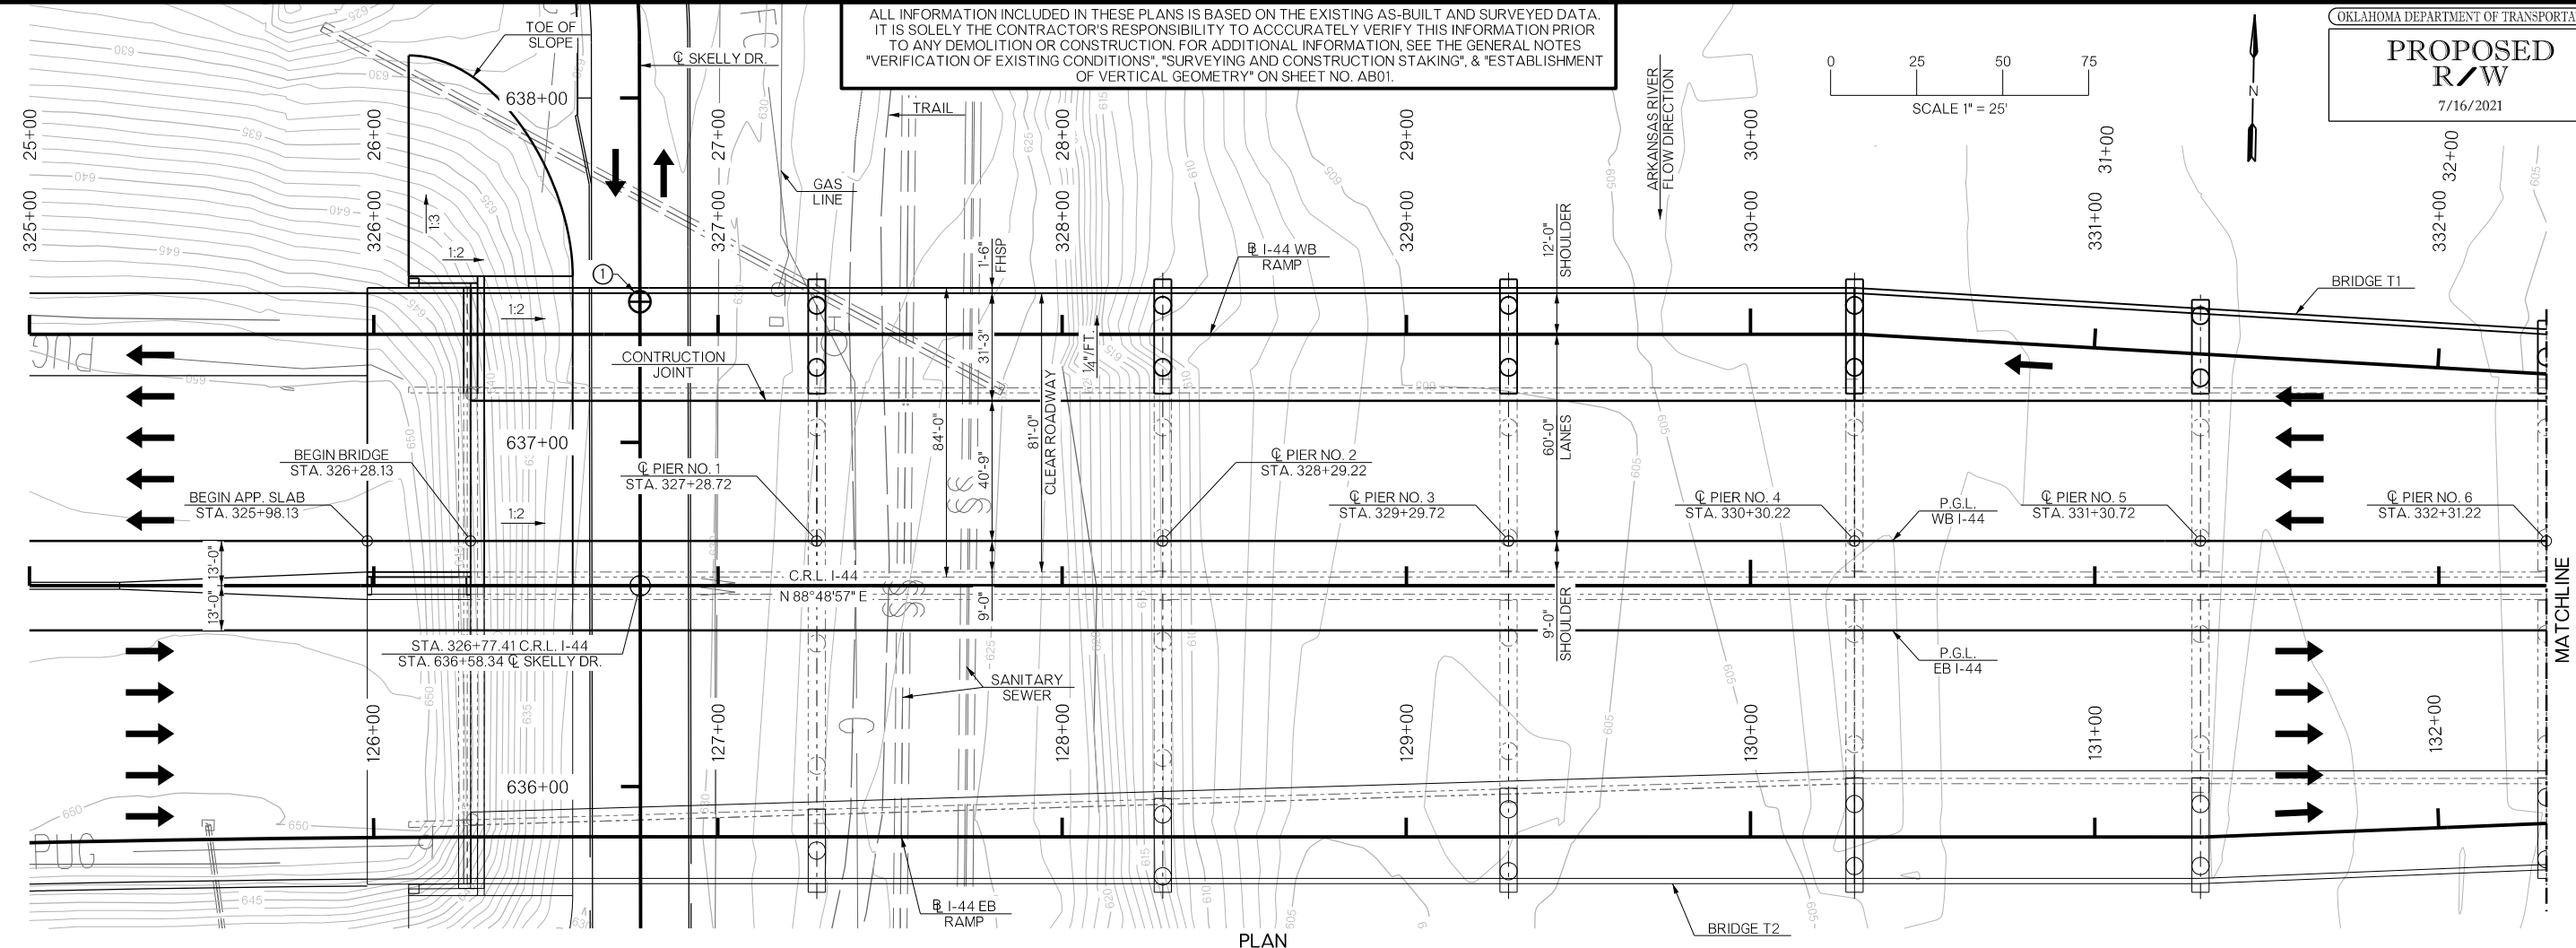 ALL INFORMATION INCLUDED IN THESE PLANS IS BASED ON THE EXISTING AS-BUILT AND SURVEYED DATA.
IT IS SOLELY THE CONTRACTOR'S RESPONSIBILITY TO ACCCURATELY VERIFY THIS INFORMATION PRIOR
TO ANY DEMOLITION OR CONSTRUCTION. FOR ADDITIONAL INFORMATION, SEE THE GENERAL NOTES
"VERIFICATION OF EXISTING CONDITIONS", "SURVEYING AND CONSTRUCTION STAKING", & "ESTABLISHMENT
OF VERTICAL GEOMETRY" ON SHEET NO. AB01.
OKLAHOMA DEPARTMENT OF TRANSPORTA
PROPOSED
R/W
7/16/2021
0 25 50 75
SCALE 1" = 25'
N
TOE OF
SLOPE
℄ SKELLY DR.
TRAIL
GAS
LINE
ARKANSAS RIVER
FLOW DIRECTION
638+00
637+00
636+00
25+00
26+00
27+00
28+00
29+00
30+00
31+00
32+00
325+00
326+00
327+00
328+00
329+00
330+00
331+00
332+00
1:3
1:2
1:2
1:2
1
1'-6"
FHSP
31'-3"
40'-9"
9'-0"
84'-0"
81'-0"
CLEAR ROADWAY
1/4"/FT.
12'-0"
SHOULDER
60'-0"
LANES
9'-0"
SHOULDER
13'-0"
13'-0"
BL I-44 WB
RAMP
BRIDGE T1
CONTRUCTION
JOINT
BEGIN BRIDGE
STA. 326+28.13
BEGIN APP. SLAB
STA. 325+98.13
℄ PIER NO. 1
STA. 327+28.72
℄ PIER NO. 2
STA. 328+29.22
℄ PIER NO. 3
STA. 329+29.72
℄ PIER NO. 4
STA. 330+30.22
P.G.L.
WB I-44
℄ PIER NO. 5
STA. 331+30.72
℄ PIER NO. 6
STA. 332+31.22
C.R.L. I-44
N 88°48'57" E
STA. 326+77.41 C.R.L. I-44
STA. 636+58.34 ℄ SKELLY DR.
SANITARY
SEWER
P.G.L.
EB I-44
MATCHLINE
126+00
127+00
128+00
129+00
130+00
131+00
132+00
PUG
PUG
BL I-44 EB
RAMP
BRIDGE T2
PLAN